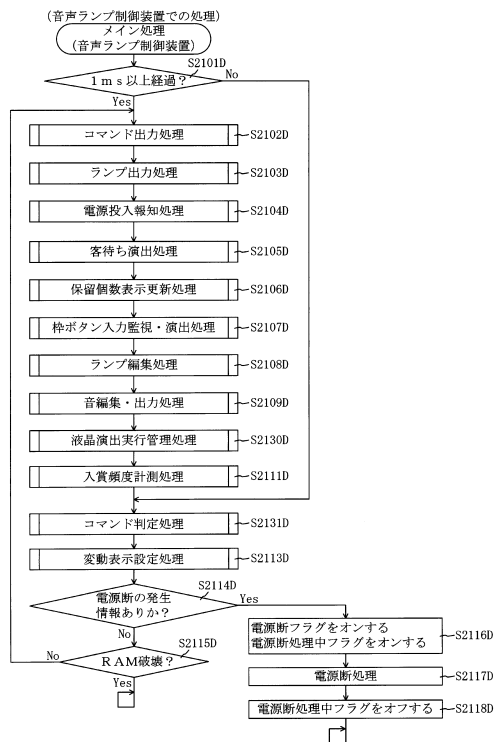 (音声ランプ制御装置での処理)
メイン処理
(音声ランプ制御装置)
S2101D
1ms以上経過？
No
Yes
コマンド出力処理
S2102D
ランプ出力処理
S2103D
電源投入報知処理
S2104D
客待ち演出処理
S2105D
保留個数表示更新処理
S2106D
枠ボタン入力監視・演出処理
S2107D
ランプ編集処理
S2108D
音編集・出力処理
S2109D
液晶演出実行管理処理
S2130D
入賞頻度計測処理
S2111D
コマンド判定処理
S2131D
変動表示設定処理
S2113D
S2114D
電源断の発生
情報ありか？
Yes
No
電源断フラグをオンする
電源断処理中フラグをオンする
S2116D
S2115D
No
RAM破壊？
Yes
電源断処理
S2117D
電源断処理中フラグをオフする
S2118D